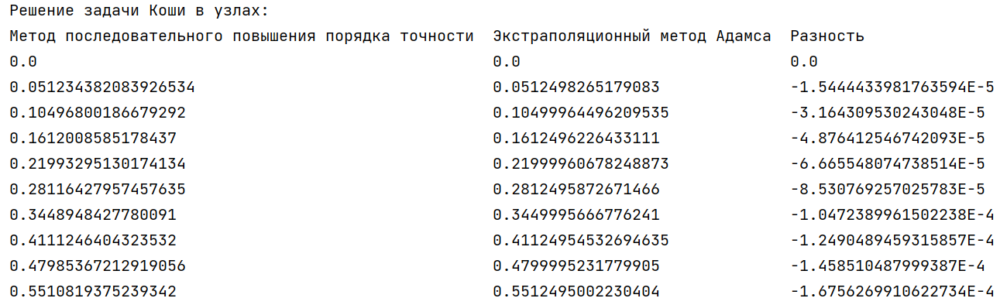 Решение задачи Коши в узлах:
Метод последовательного повышения порядка точности  Экстраполяционный метод Адамса  Разность
0.0  0.0  0.0
0.051234382083926534  0.0512498265179083  -1.5444433981763594E-5
0.10496800186679292  0.10499964496209535  -3.164309530243048E-5
0.1612008585178437  0.1612496226433111  -4.876412546742093E-5
0.21993295130174134  0.21999960678248873  -6.665548074738514E-5
0.28116427957457635  0.2812495872671466  -8.530769257025783E-5
0.3448948427780091  0.3449995666776241  -1.0472389961502238E-4
0.4111246404323532  0.41124954532694635  -1.2490489459315857E-4
0.47985367212919056  0.4799995231779905  -1.458510487999387E-4
0.5510819375239342  0.5512495002230404  -1.6756269910622734E-4